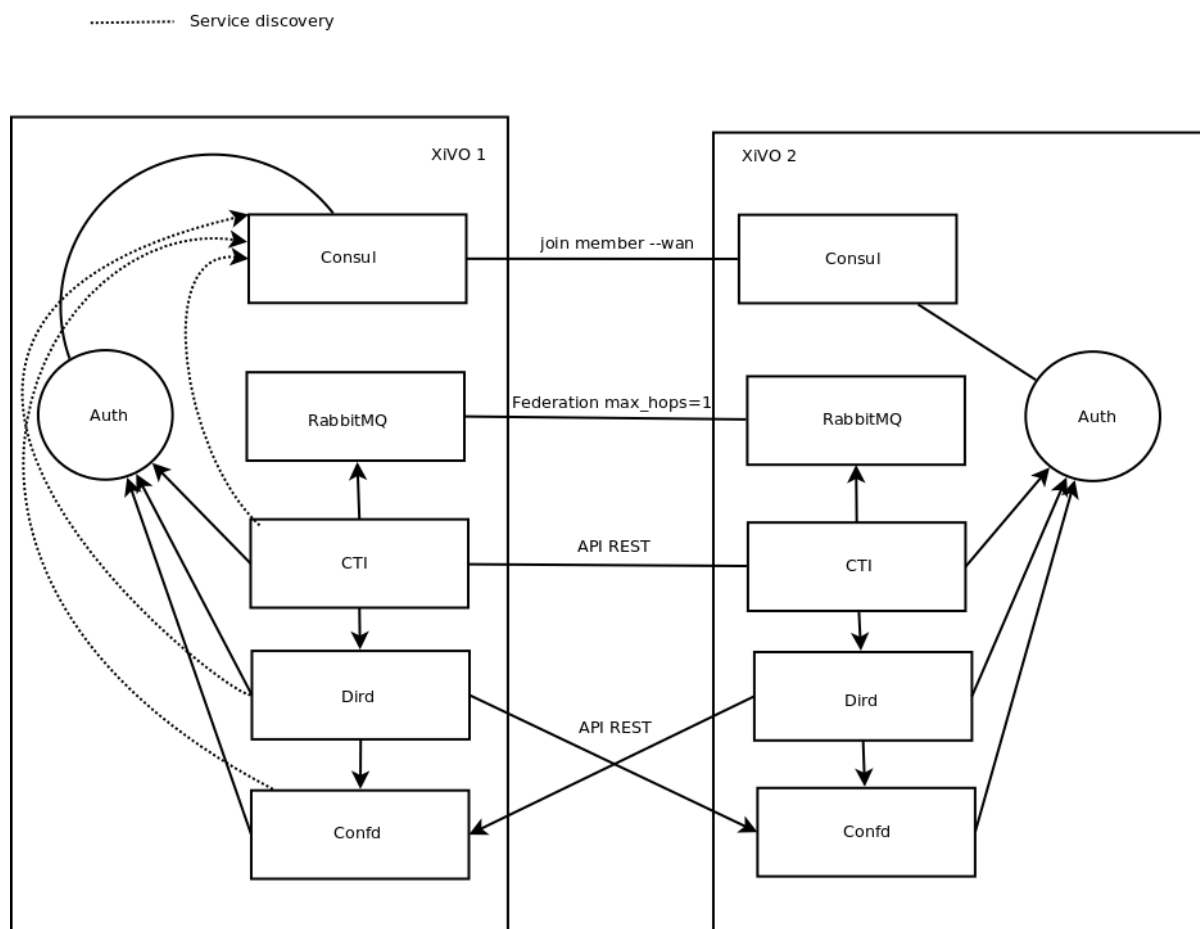 Service discovery
XiVO 1
XiVO 2
Consul
join member --wan
Consul
Auth
RabbitMQ
Federation max_hops=1
RabbitMQ
Auth
CTI
API REST
CTI
Dird
API REST
Dird
Confd
Confd